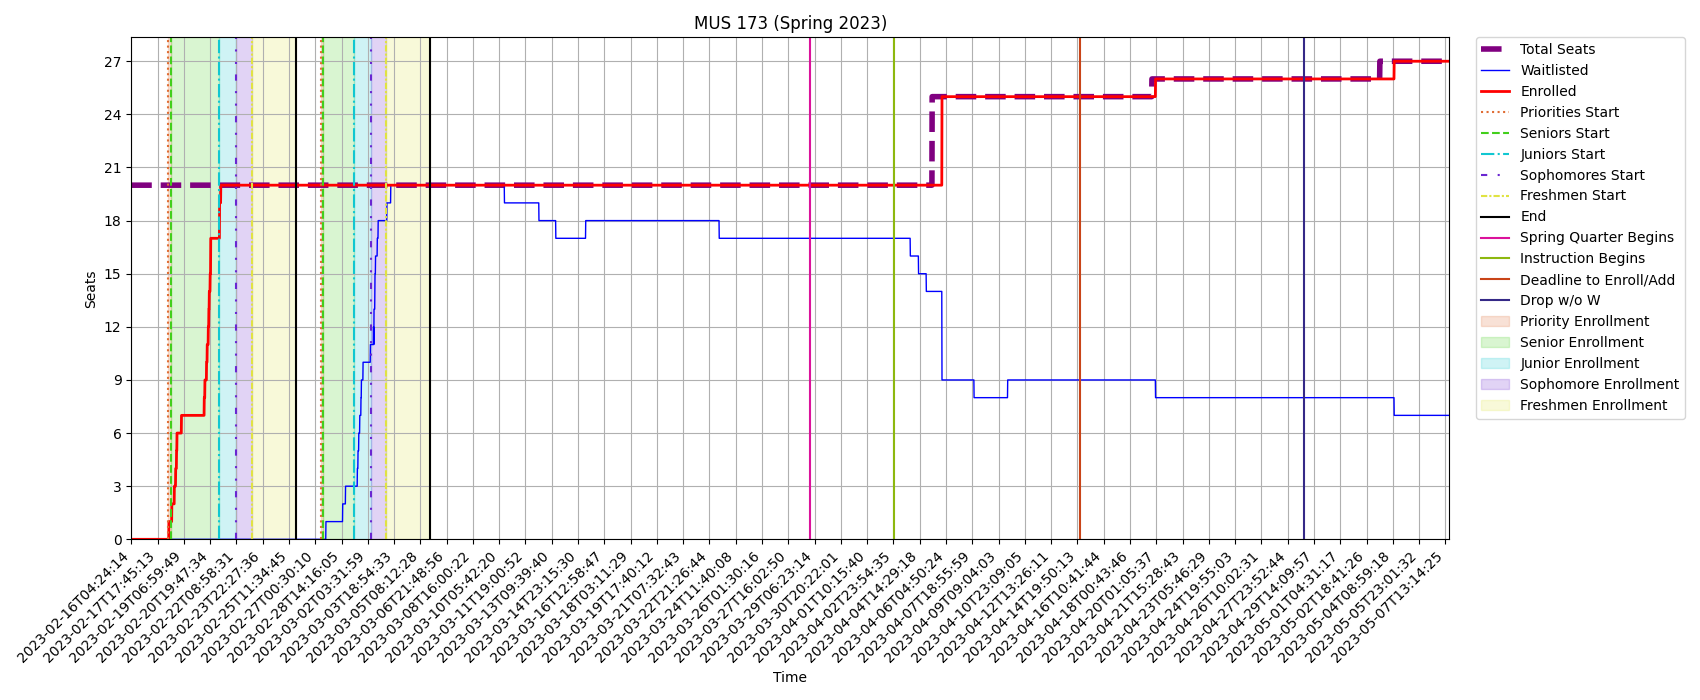 MUS 173 (Spring 2023)
27
24
21
18
15
12
9
6
3
0
Seats
2023-02-16T04:24:14
2023-02-17T17:45:13
2023-02-19T06:59:49
2023-02-20T19:47:34
2023-02-22T08:58:31
2023-02-23T22:27:36
2023-02-25T11:34:45
2023-02-27T00:30:10
2023-02-28T14:16:05
2023-03-02T03:31:59
2023-03-03T18:54:33
2023-03-05T08:12:28
2023-03-06T21:48:56
2023-03-08T16:00:22
2023-03-10T05:42:20
2023-03-11T19:00:52
2023-03-13T09:39:40
2023-03-14T23:15:30
2023-03-16T12:58:47
2023-03-18T03:11:29
2023-03-19T17:40:12
2023-03-21T07:32:43
2023-03-22T21:26:44
2023-03-24T11:40:08
2023-03-26T01:30:16
2023-03-27T16:02:50
2023-03-29T06:23:14
2023-03-30T20:22:01
2023-04-01T10:15:40
2023-04-02T23:54:35
2023-04-04T14:29:18
2023-04-06T04:50:24
2023-04-07T18:55:59
2023-04-09T09:04:03
2023-04-10T23:09:05
2023-04-12T13:26:11
2023-04-14T19:50:13
2023-04-16T10:41:44
2023-04-18T00:43:46
2023-04-20T01:05:37
2023-04-21T15:28:43
2023-04-23T05:46:29
2023-04-24T19:55:03
2023-04-26T10:02:31
2023-04-27T23:52:44
2023-04-29T14:09:57
2023-05-01T04:31:17
2023-05-02T18:41:26
2023-05-04T08:59:18
2023-05-05T23:01:32
2023-05-07T13:14:25
Time
Total Seats
Waitlisted
Enrolled
Priorities Start
Seniors Start
Juniors Start
Sophomores Start
Freshmen Start
End
Spring Quarter Begins
Instruction Begins
Deadline to Enroll/Add
Drop w/o W
Priority Enrollment
Senior Enrollment
Junior Enrollment
Sophomore Enrollment
Freshmen Enrollment